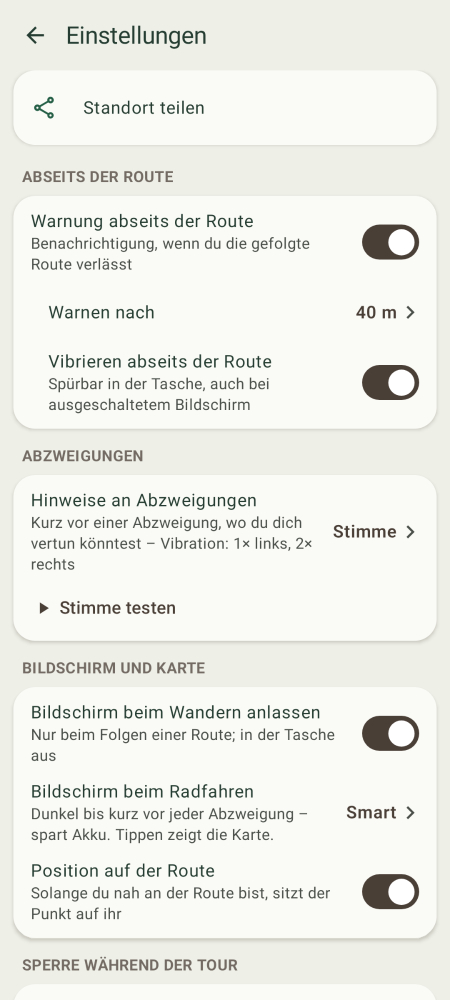 Einstellungen
Standort teilen
ABSEITS DER ROUTE
Warnung abseits der Route
Benachrichtigung, wenn du die gefolgte
Route verlässt
Warnen nach
40 m
Vibrieren abseits der Route
Spürbar in der Tasche, auch bei
ausgeschaltetem Bildschirm
ABZWEIGUNGEN
Hinweise an Abzweigungen
Kurz vor einer Abzweigung, wo du dich
vertun könntest – Vibration: 1× links, 2×
rechts
Stimme
Stimme testen
BILDSCHIRM UND KARTE
Bildschirm beim Wandern anlassen
Nur beim Folgen einer Route; in der Tasche
aus
Bildschirm beim Radfahren
Dunkel bis kurz vor jeder Abzweigung –
spart Akku. Tippen zeigt die Karte.
Smart
Position auf der Route
Solange du nah an der Route bist, sitzt der
Punkt auf ihr
SPERRE WÄHREND DER TOUR